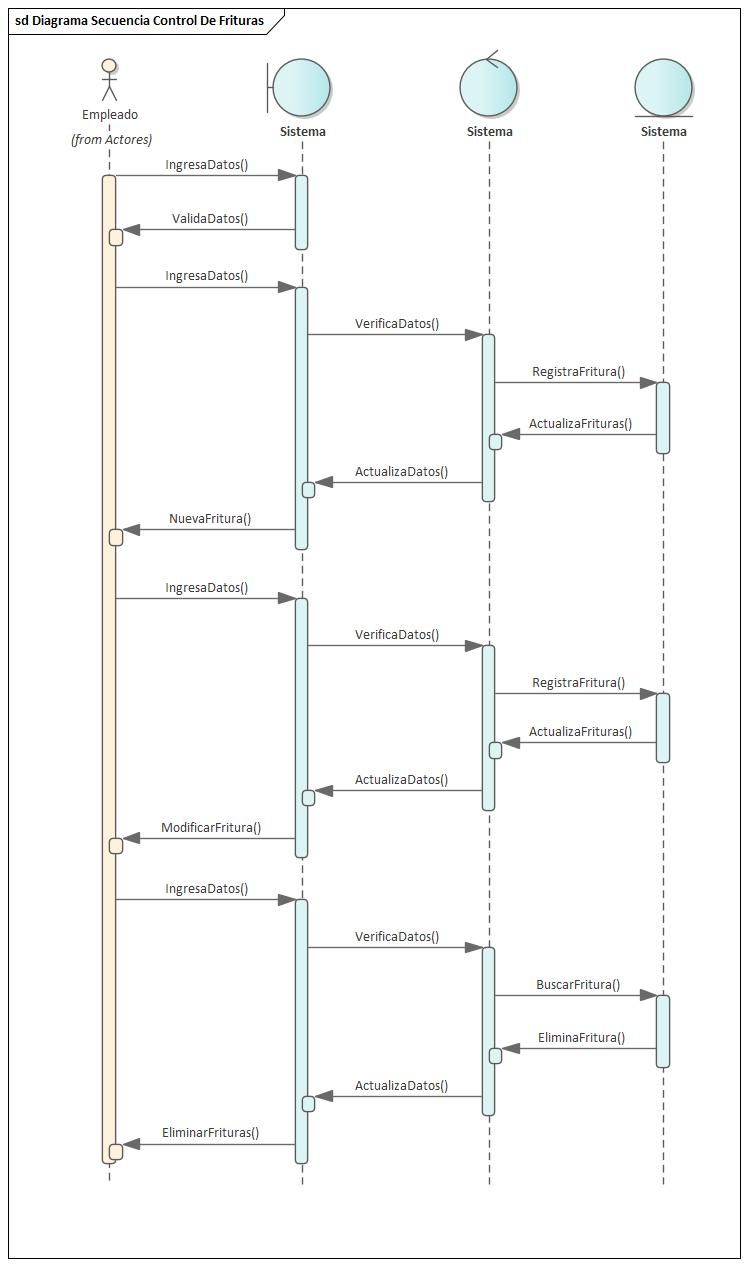 sd Diagrama Secuencia Control De Frituras
Empleado
(from Actores)
Sistema
Sistema
Sistema
IngresaDatos()
ValidaDatos()
IngresaDatos()
VerificaDatos()
RegistraFritura()
ActualizaFrituras()
ActualizaDatos()
NuevaFritura()
IngresaDatos()
VerificaDatos()
RegistraFritura()
ActualizaFrituras()
ActualizaDatos()
ModificarFritura()
IngresaDatos()
VerificaDatos()
BuscarFritura()
EliminaFritura()
ActualizaDatos()
EliminarFrituras()